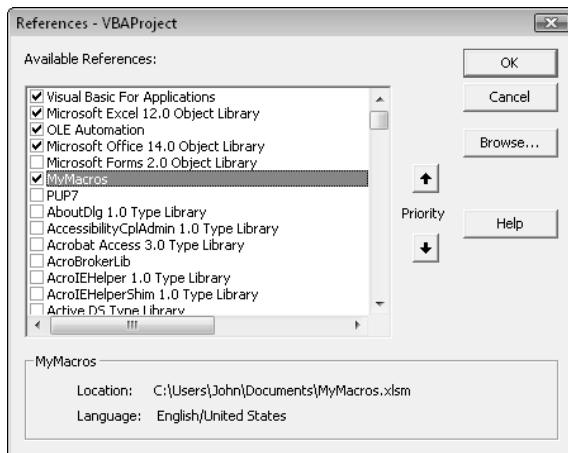 References - VBAProject
Available References:
Visual Basic For Applications
Microsoft Excel 12.0 Object Library
OLE Automation
Microsoft Office 14.0 Object Library
Microsoft Forms 2.0 Object Library
MyMacros
PUP7
AboutDlg 1.0 Type Library
AccessibilityCplAdmin 1.0 Type Library
Acrobat Access 3.0 Type Library
AcroBrokerLib
AcroIEHelper 1.0 Type Library
AcroIEHelperShim 1.0 Type Library
Active DS Type Library
OK
Cancel
Browse...
Priority
Help
MyMacros
Location: C:\Users\John\Documents\MyMacros.xlsm
Language: English/United States